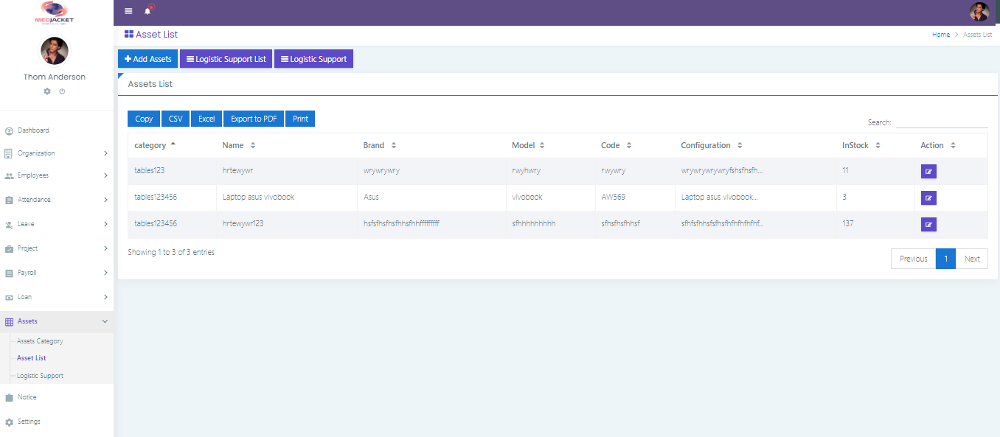 MEDJACKET
Thom Anderson
Dashboard
Organization
Employees
Attendance
Leave
Project
Payroll
Loan
Assets
Assets Category
Asset List
Logistic Support
Notice
Settings
Asset List
Home > Assets List
Add Assets Logistic Support List Logistic Support
Assets List
Copy CSV Excel Export to PDF Print
Search:
category Name Brand Model Code Configuration InStock Action
tables123 hrtewywr wrywrywry rwyhwry rwywry wrywrywrywryfshsfhsfh... 11
tables123456 Laptop asus vivobook Asus vivobook AW569 Laptop asus vivobook... 3
tables123456 hrtewywr123 sfhnhhhhhhh sfhsfhsfhhsf 137
Showing 1 to 3 of 3 entries
Previous 1 Next